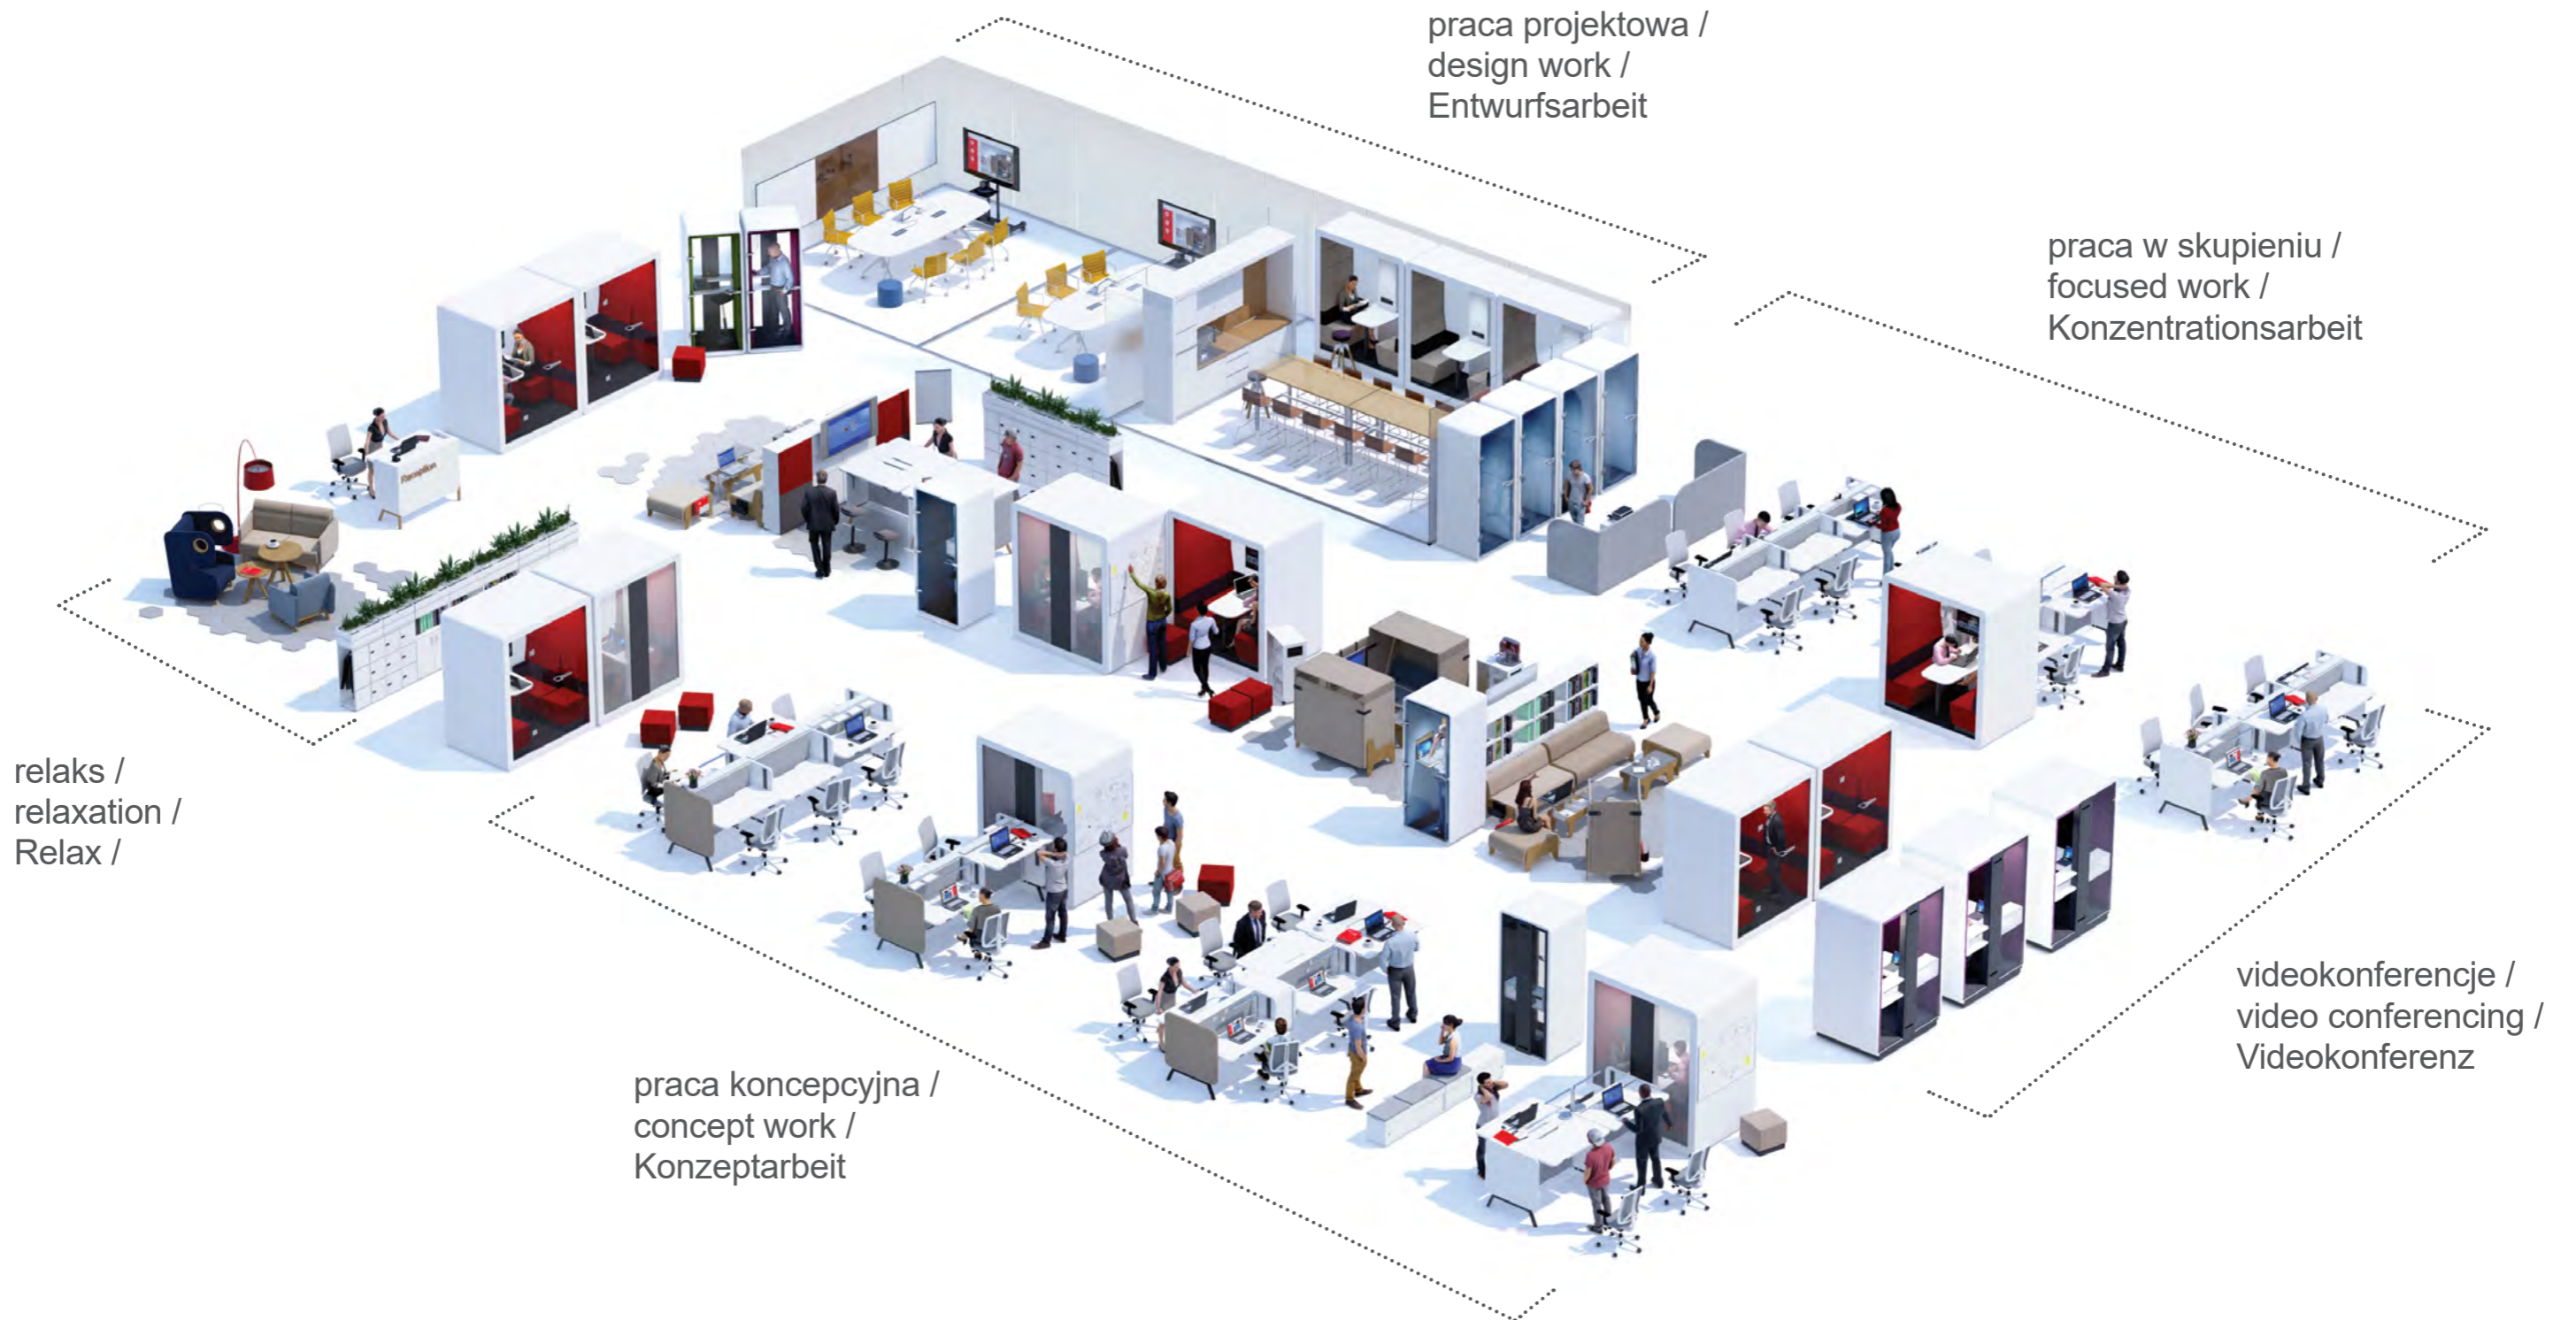 praca projektowa /
design work /
Entwurfsarbeit
praca w skupieniu /
focused work /
Konzentrationsarbeit
Reception
relaks /
relaxation /
Relax /
videokonferencje /
video conferencing /
Videokonferenz
praca koncepcyjna /
concept work /
Konzeptarbeit